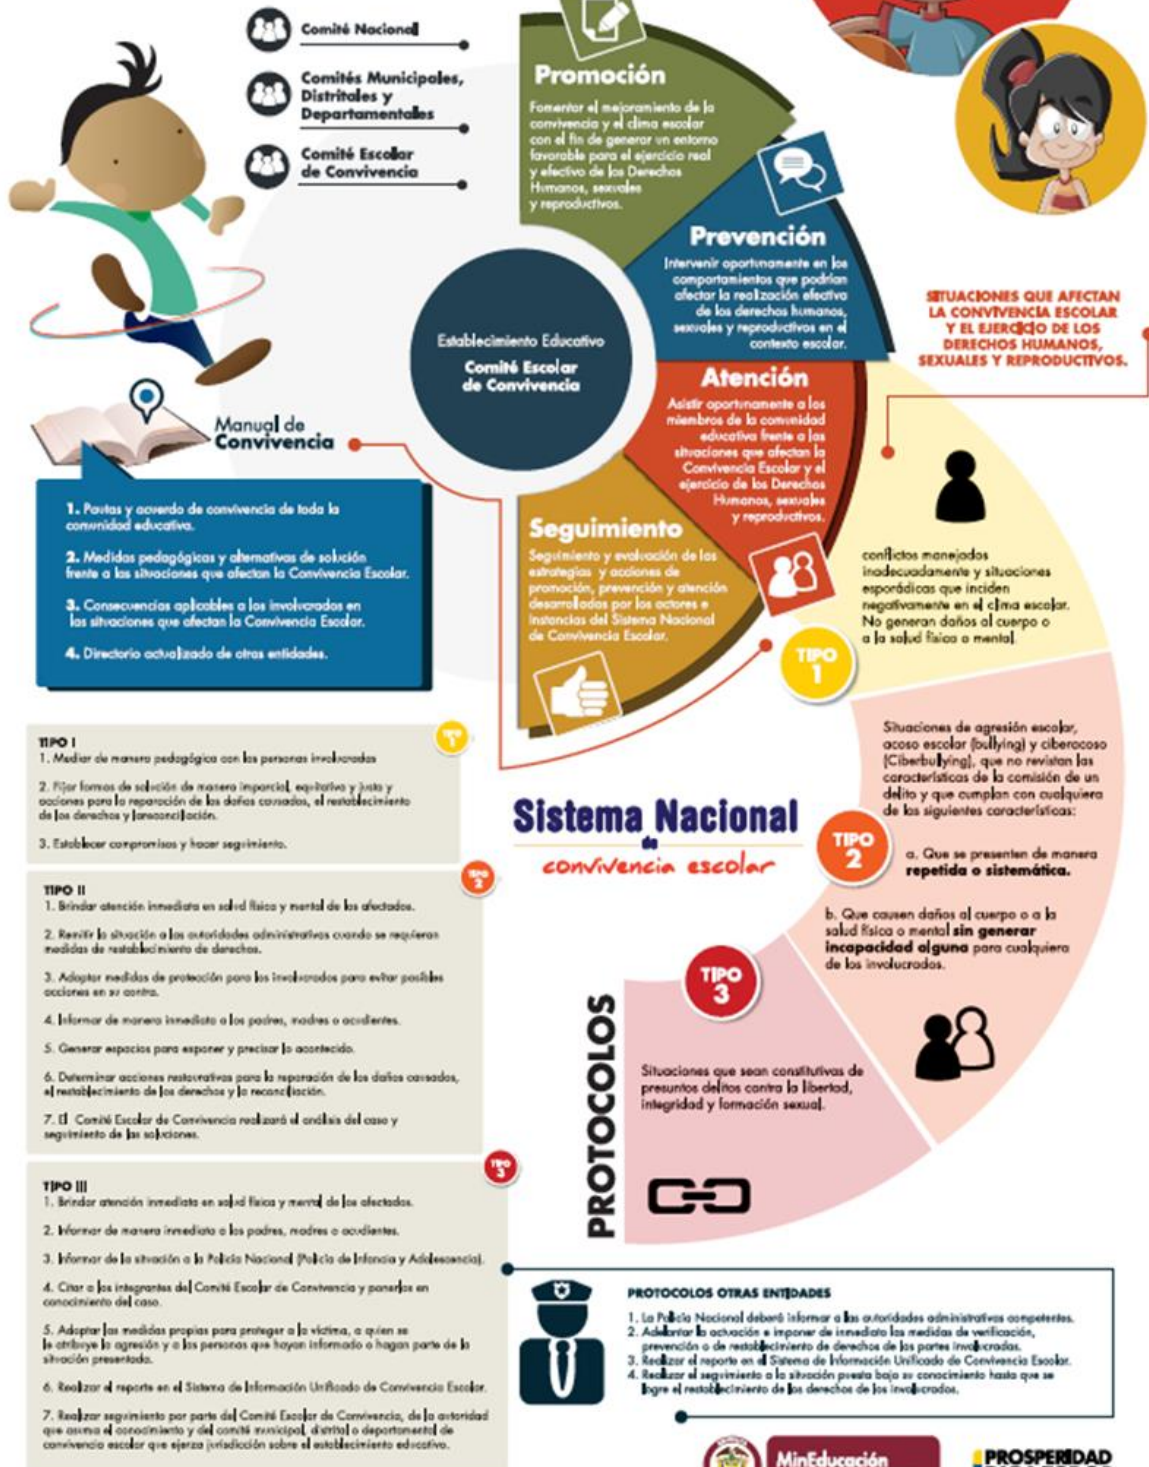 Comité Nacional
Comités Municipales,
Distritales y
Departamentales
Comité Escolar
de Convivencia
Promoción
Fomentar el mejoramiento de la
convivencia y el clima escolar
con el fin de generar un entorno
favorable para el ejercicio real
y efectivo de los Derechos
Humanos, sexuales
y reproductivos.
Prevención
Intervenir oportunamente en los
comportamientos que podrían
afectar la realización efectiva
de los derechos humanos,
sexuales y reproductivos en el
contexto escolar.
SITUACIONES QUE AFECTAN
LA CONVIVENCIA ESCOLAR
Y EL EJERCICIO DE LOS
DERECHOS HUMANOS,
SEXUALES Y REPRODUCTIVOS.
Establecimiento Educativo
Comité Escolar
de Convivencia
Atención
Asistir oportunamente a los
miembros de la comunidad
educativa frente a las
situaciones que afectan la
Convivencia Escolar y el
ejercicio de los Derechos
Humanos, sexuales
y reproductivos.
Manual de
Convivencia
1. Pautas y acuerdo de convivencia de toda la
comunidad educativa.
2. Medidas pedagógicas y alternativas de solución
frente a las situaciones que afectan la Convivencia Escolar.
3. Consecuencias aplicables a los involucrados en
las situaciones que afectan la Convivencia Escolar.
4. Directorio actualizado de otras entidades.
Seguimiento
Seguimiento y evaluación de las
estrategias y acciones de
promoción, prevención y atención
desarrolladas por los actores e
instancias del Sistema Nacional
de Convivencia Escolar.
conflictos manejados
inadecuadamente y situaciones
esporádicas que inciden
negativamente en el clima escolar.
No generan daños al cuerpo o
a la salud física o mental.
TIPO
1
Situaciones de agresión escolar,
acoso escolar (bullying) y ciberacoso
(Ciberbullying), que no revistan las
características de la comisión de un
delito y que cumplan con cualquiera
de las siguientes características:
TIPO
2
a. Que se presenten de manera
repetida o sistemática.
b. Que causen daños al cuerpo o a la
salud física o mental sin generar
incapacidad alguna para cualquiera
de los involucrados.
Sistema Nacional
de
convivencia escolar
TIPO
3
Situaciones que sean constitutivas de
presuntos delitos contra la libertad,
integridad y formación sexual.
PROTOCOLOS
TIPO I
TIPO
1
1. Mediar de manera pedagógica con las personas involucradas
2. Fijar formas de solución de manera imparcial, equitativa y justa y
acciones para la reparación de los daños causados, el restablecimiento
de los derechos y lareconciliación.
3. Establecer compromisos y hacer seguimiento.
TIPO II
TIPO
2
1. Brindar atención inmediata en salud física y mental de los afectados.
2. Remitir la situación a las autoridades administrativas cuando se requieran
medidas de restablecimiento de derechos.
3. Adoptar medidas de protección para los involucrados para evitar posibles
acciones en su contra.
4. Informar de manera inmediata a los padres, madres o acudientes.
5. Generar espacios para exponer y precisar lo acontecido.
6. Determinar acciones restaurativas para la reparación de los daños causados,
el restablecimiento de los derechos y la reconciliación.
7. El Comité Escolar de Convivencia realizará el análisis del caso y
seguimiento de las soluciones.
TIPO III
TIPO
3
1. Brindar atención inmediata en salud física y mental de los afectados.
2. Informar de manera inmediata a los padres, madres o acudientes.
3. Informar de la situación a la Policía Nacional (Policía de Infancia y Adolescencia).
4. Citar a los integrantes del Comité Escolar de Convivencia y ponerlos en
conocimiento del caso.
5. Adoptar las medidas propias para proteger a la víctima, a quien se
le atribuye la agresión y a las personas que hayan informado o hagan parte de la
situación presentada.
6. Realizar el reporte en el Sistema de Información Unificado de Convivencia Escolar.
7. Realizar seguimiento por parte del Comité Escolar de Convivencia, de la autoridad
que asuma el conocimiento y del comité municipal, distrital o departamental de
convivencia escolar que ejerza jurisdicción sobre el establecimiento educativo.
PROTOCOLOS OTRAS ENTIDADES
1. La Policía Nacional deberá informar a las autoridades administrativas competentes.
2. Adelantar la actuación e imponer de inmediato las medidas de verificación,
prevención o de restablecimiento de derechos de las partes involucradas.
3. Realizar el reporte en el Sistema de Información Unificado de Convivencia Escolar.
4. Realizar el seguimiento a la situación puesta bajo su conocimiento hasta que se
logre el restablecimiento de los derechos de los involucrados.
MinEducación
PROSPERIDAD